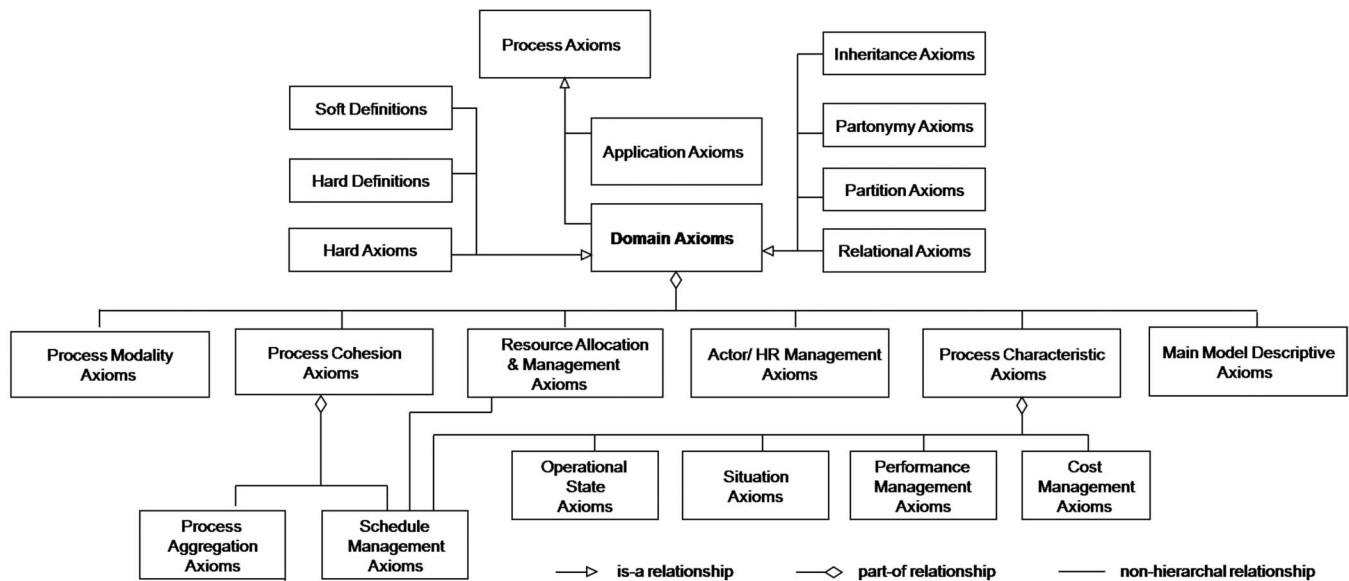 Process Axioms
Inheritance Axioms
Soft Definitions
Partonymy Axioms
Application Axioms
Hard Definitions
Partition Axioms
Domain Axioms
Hard Axioms
Relational Axioms
Process Modality
Axioms
Process Cohesion
Axioms
Resource Allocation
& Management
Axioms
Actor/ HR Management
Axioms
Process Characteristic
Axioms
Main Model Descriptive
Axioms
Operational
State
Axioms
Situation
Axioms
Performance
Management
Axioms
Cost
Management
Axioms
Process
Aggregation
Axioms
Schedule
Management
Axioms
is-a relationship
part-of relationship
non-hierarchal relationship